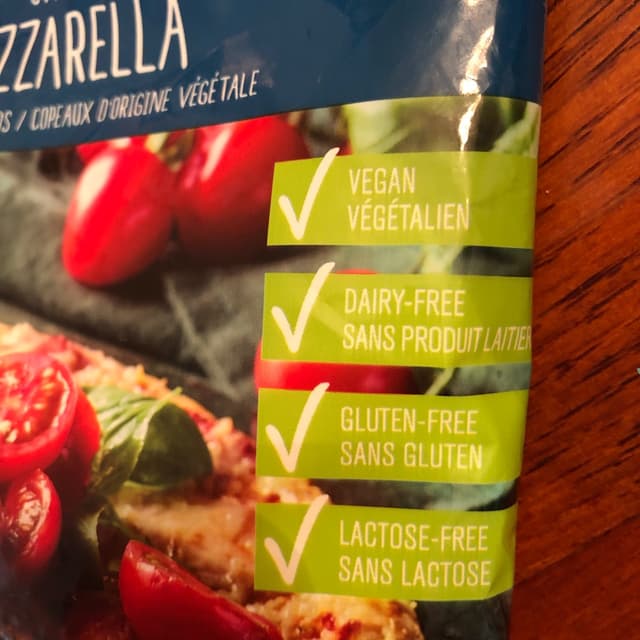 ZZARELLA
/ COPEAUX D'ORIGINE VÉGÉTALE
VEGAN
VÉGÉTALIEN
DAIRY-FREE
SANS PRODUIT LAITIER
GLUTEN-FREE
SANS GLUTEN
LACTOSE-FREE
SANS LACTOSE